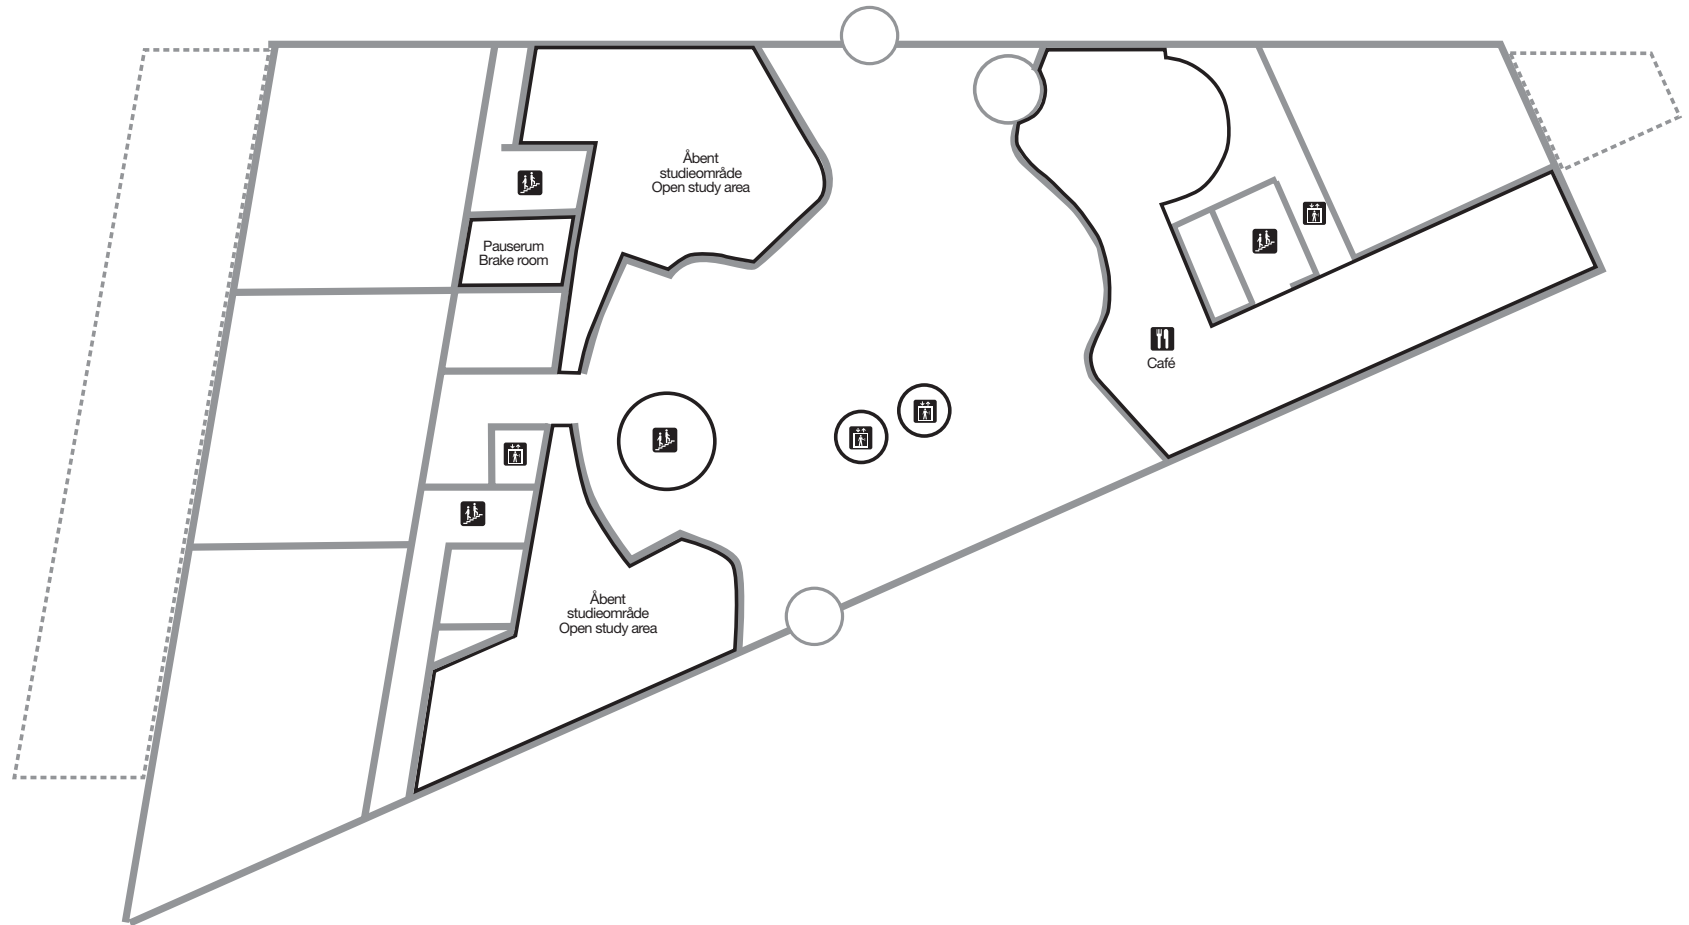 Åbent
studieområde
Open study area
Pauserum
Brake room
Café
Åbent
studieområde
Open study area